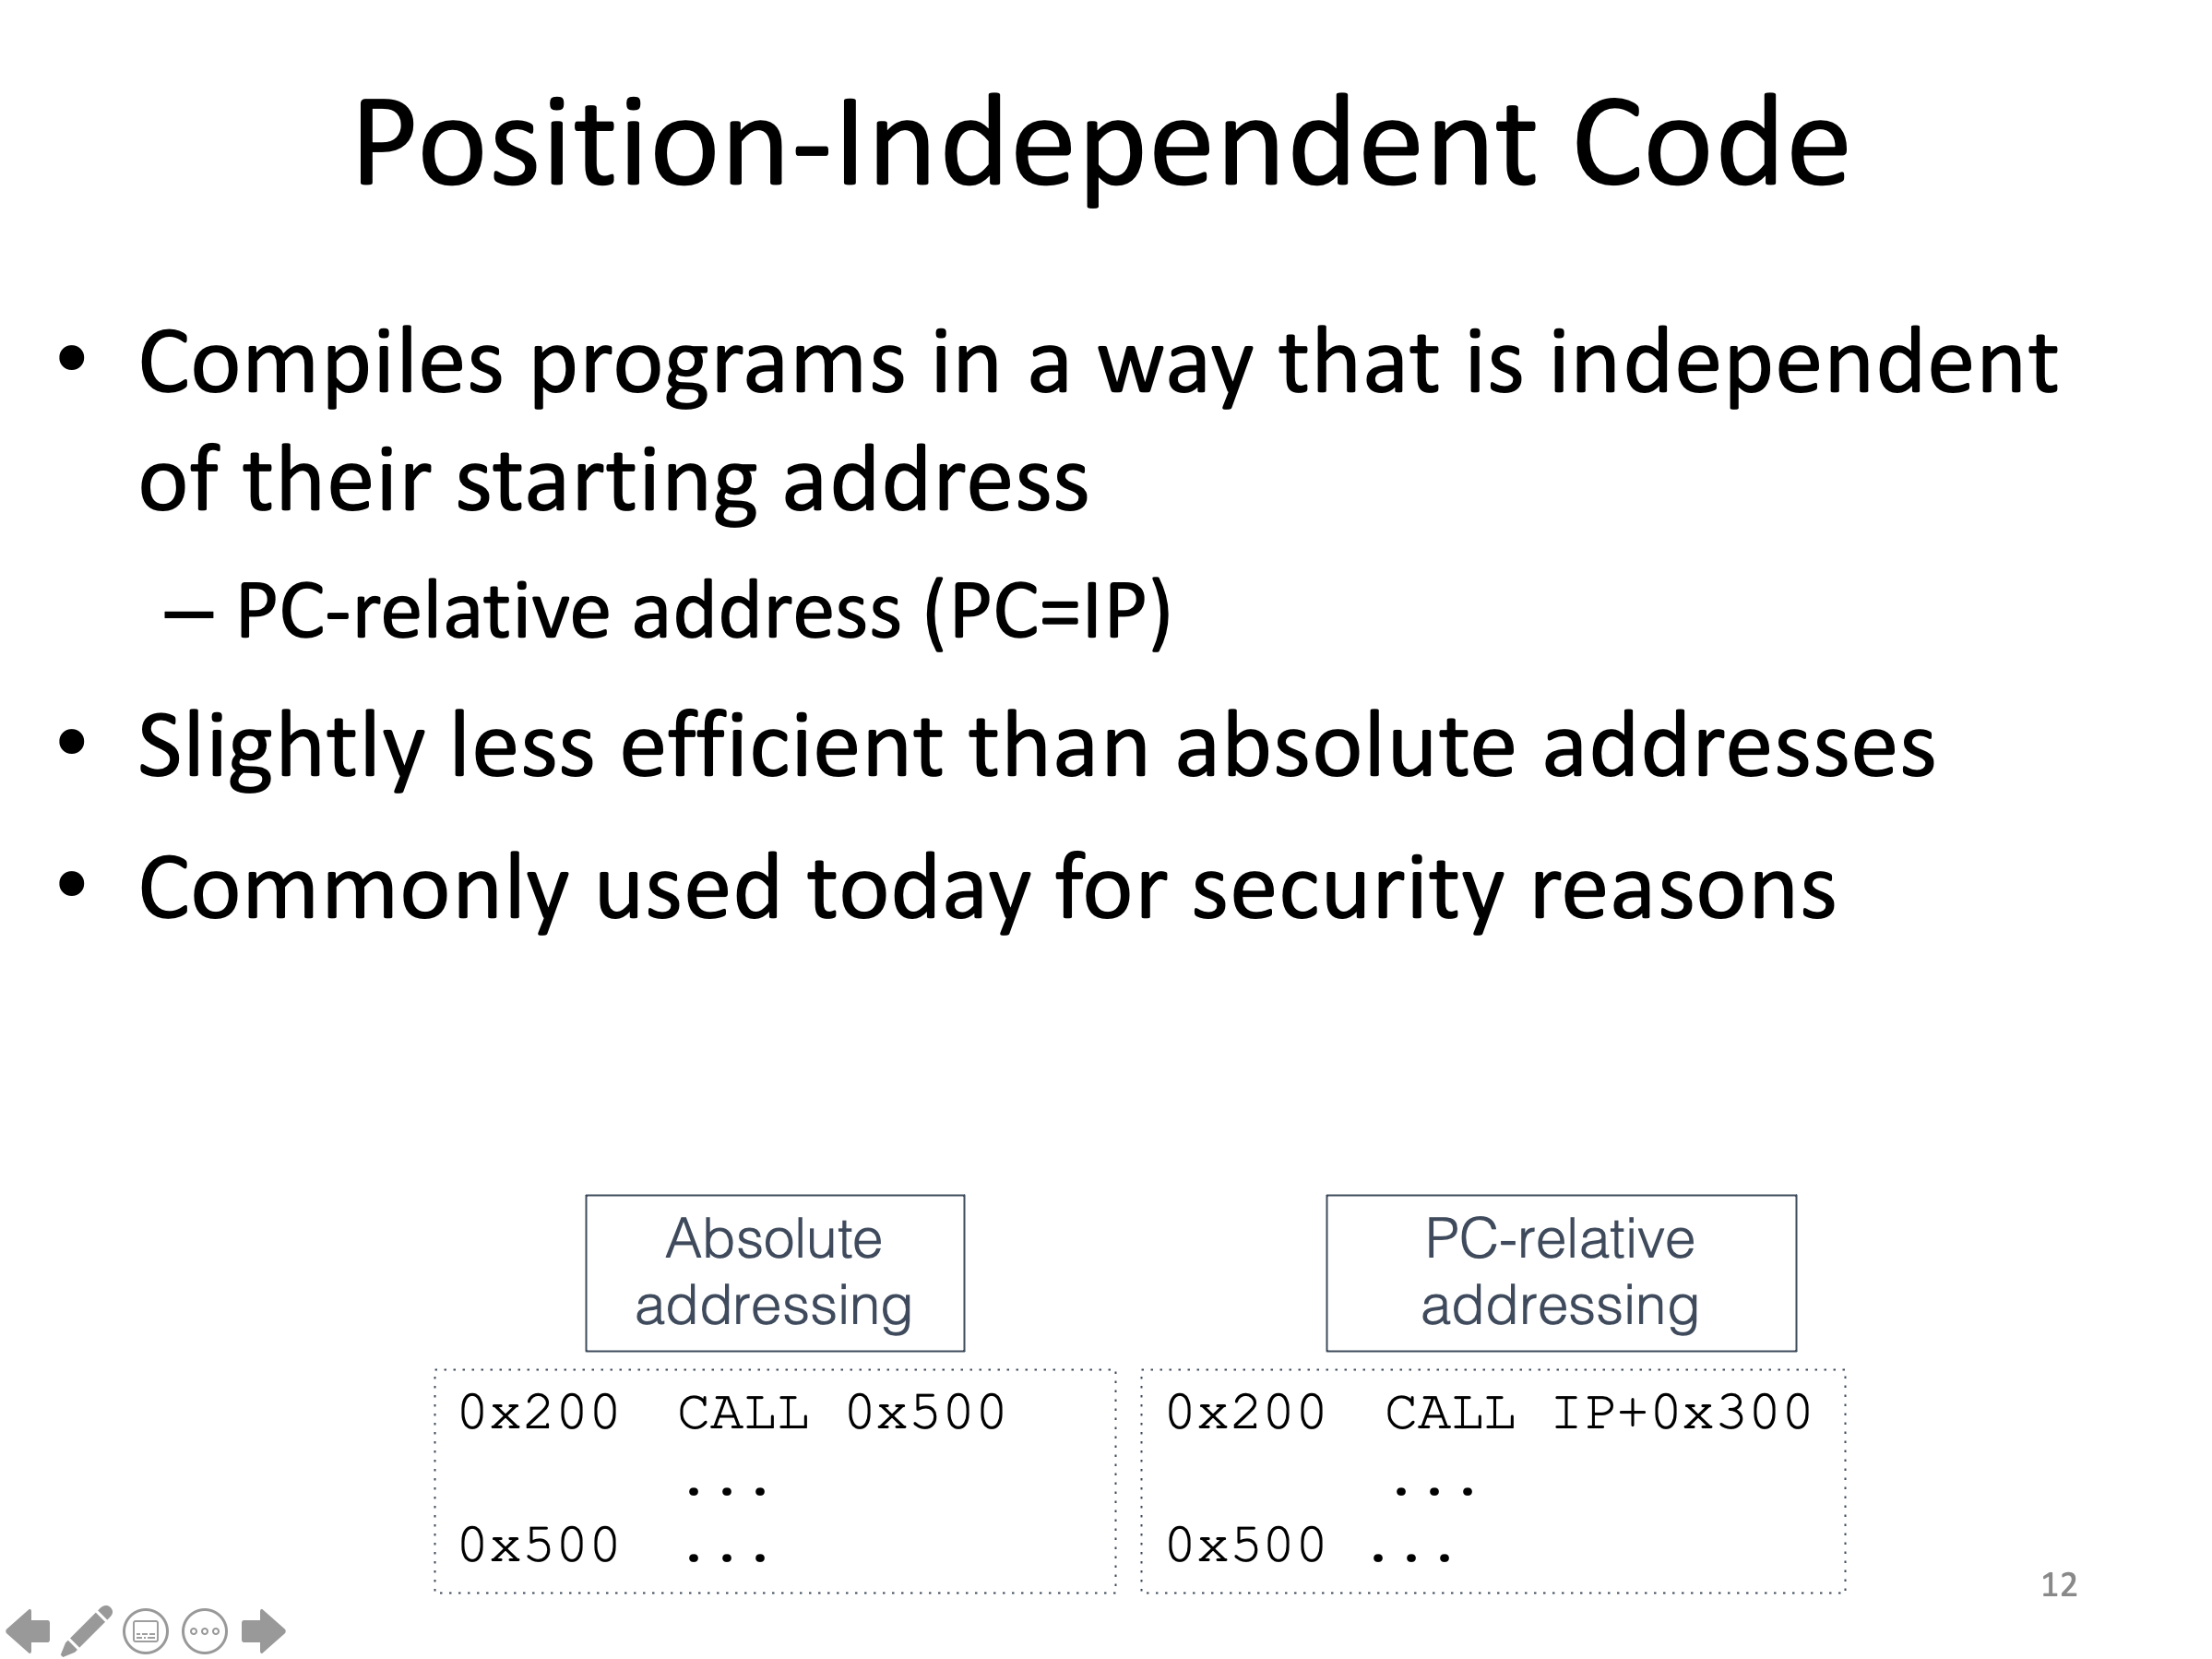 Position-Independent Code
• Compiles programs in a way that is independent
of their starting address
– PC-relative address (PC=IP)
• Slightly less efficient than absolute addresses
• Commonly used today for security reasons
Absolute
addressing
0x200 CALL 0x500
...
0x500 ...
PC-relative
addressing
0x200 CALL IP+0x300
...
0x500 ...
12